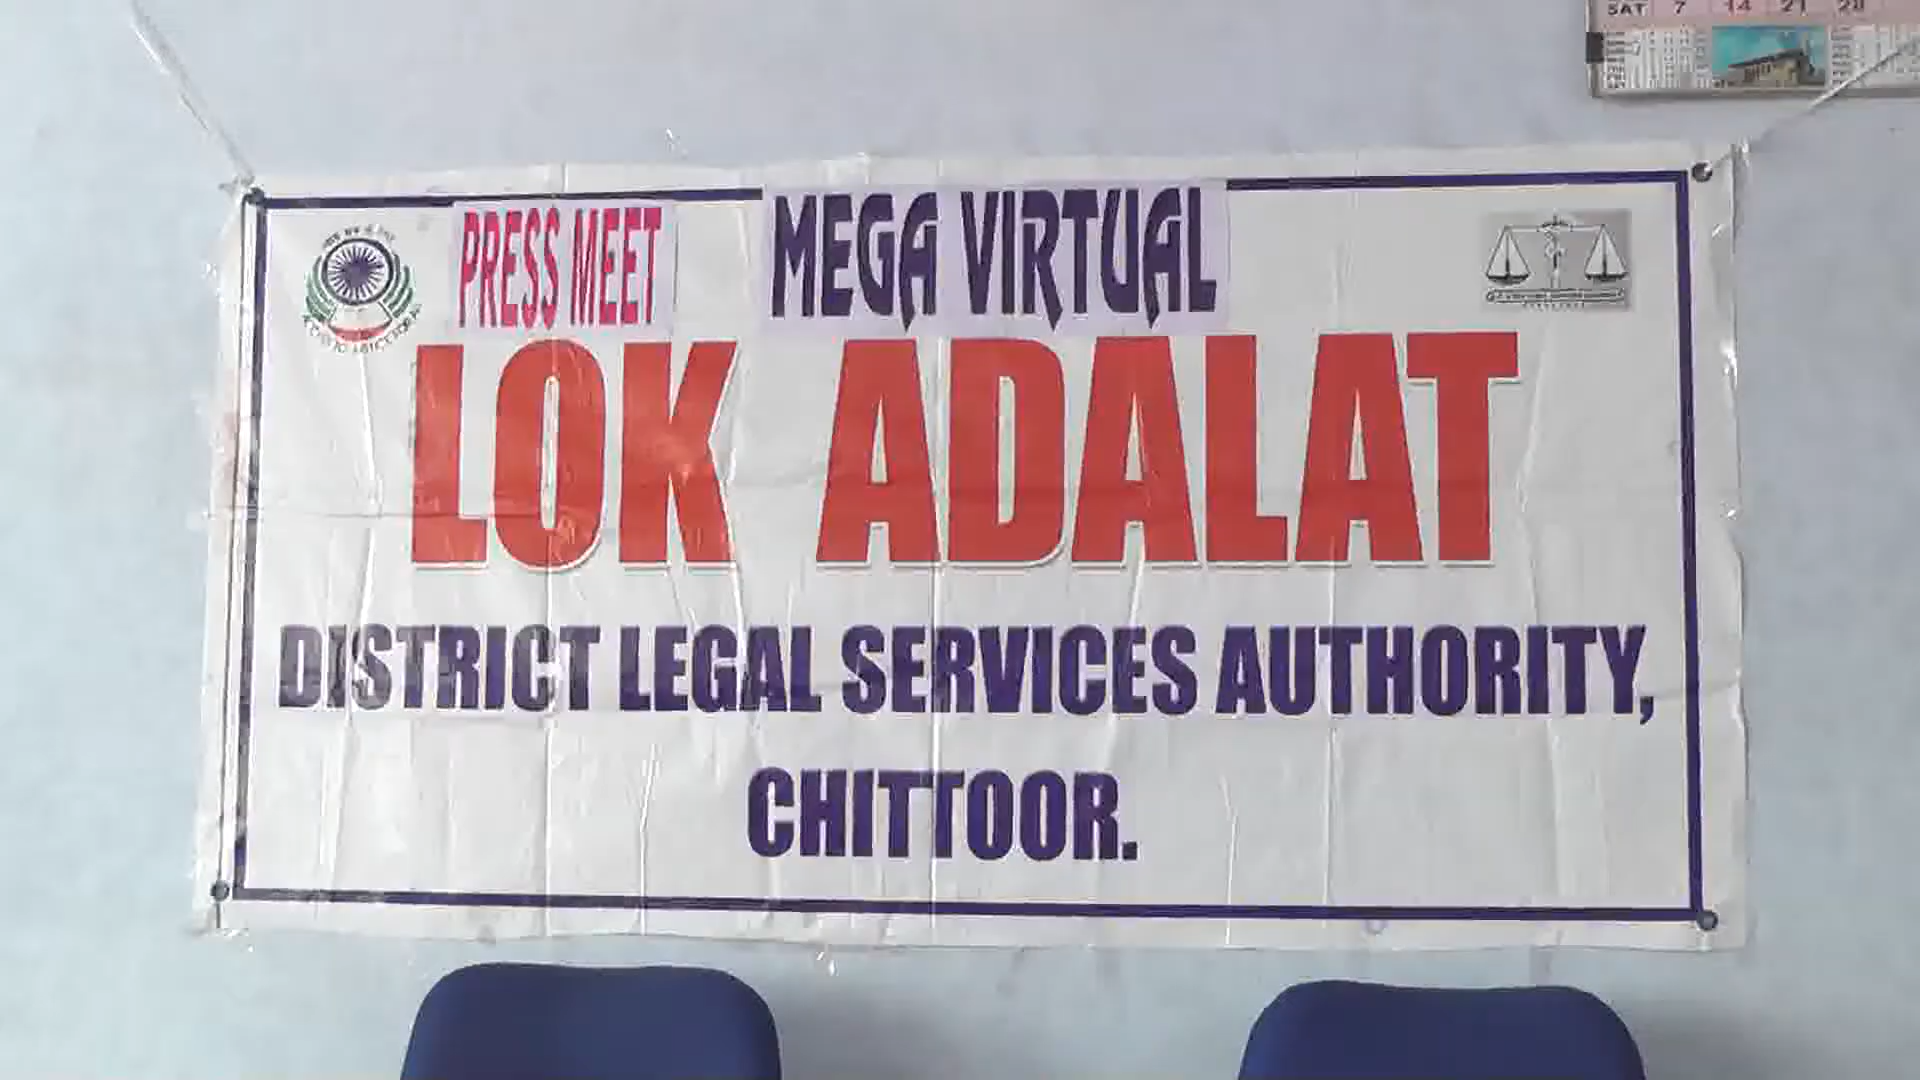 SAT 7 14 21 28
PRESS MEET MEGA VIRTUAL
LOK ADALAT
DISTRICT LEGAL SERVICES AUTHORITY,
CHITTOOR.